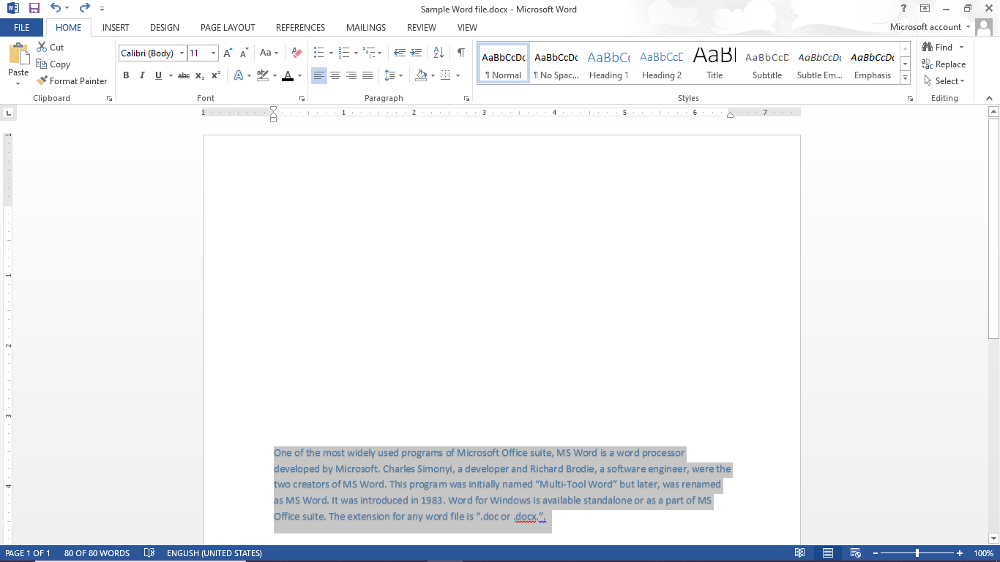 Sample Word file.docx - Microsoft Word
FILE HOME INSERT DESIGN PAGE LAYOUT REFERENCES MAILINGS REVIEW VIEW Microsoft account
Paste
Cut
Copy
Format Painter
Clipboard
Calibri (Body) 11
Font
Paragraph
AaBbCcDc AaBbCcDc AaBbCc AaBbCcD AaBl AaBbCcD AaBbCcDc AaBbCcDc
¶ Normal ¶ No Spac... Heading 1 Heading 2 Title Subtitle Subtle Em... Emphasis
Styles
Find
Replace
Select
Editing
1 1 2 3 4 5 6 7
1
1
2
3
4
One of the most widely used programs of Microsoft Office suite, MS Word is a word processor
developed by Microsoft. Charles Simonyi, a developer and Richard Brodie, a software engineer, were the
two creators of MS Word. This program was initially named “Multi-Tool Word” but later, was renamed
as MS Word. It was introduced in 1983. Word for Windows is available standalone or as a part of MS
Office suite. The extension for any word file is “.doc or .docx.”.
PAGE 1 OF 1 80 OF 80 WORDS ENGLISH (UNITED STATES) 100%